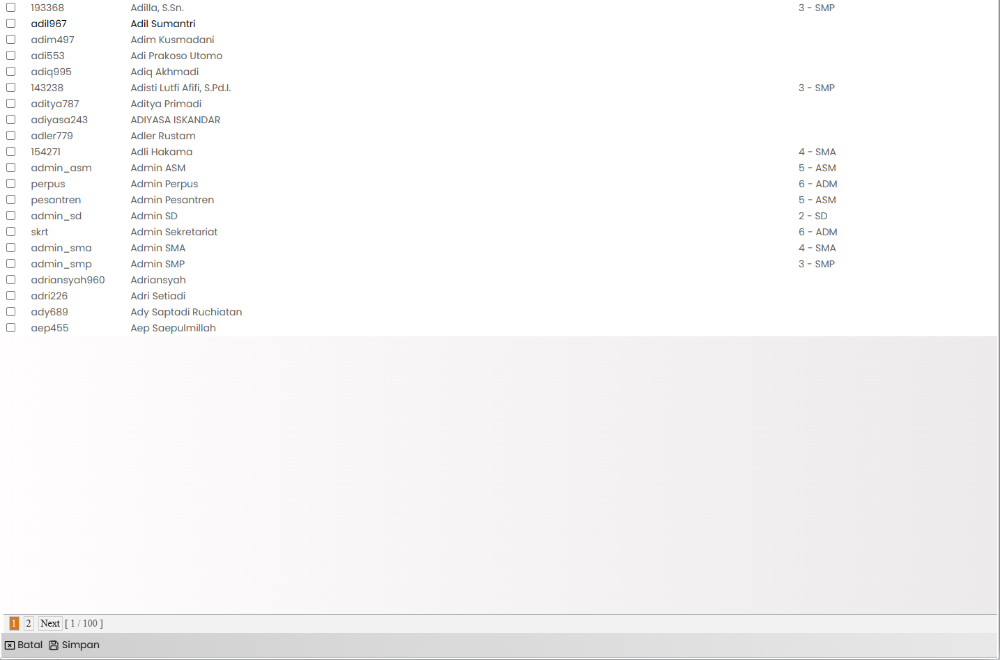 193368 Adilla, S.Sn. 3 - SMP
adil967 Adil Sumantri
adim497 Adim Kusmadani
adi553 Adi Prakoso Utomo
adiq995 Adiq Akhmadi
143238 Adisti Lutfi Afifi, S.Pd.I. 3 - SMP
aditya787 Aditya Primadi
adiyasa243 ADIYASA ISKANDAR
adler779 Adler Rustam
154271 Adli Hakama 4 - SMA
admin_asm Admin ASM 5 - ASM
perpus Admin Perpus 6 - ADM
pesantren Admin Pesantren 5 - ASM
admin_sd Admin SD 2 - SD
skrt Admin Sekretariat 6 - ADM
admin_sma Admin SMA 4 - SMA
admin_smp Admin SMP 3 - SMP
adriansyah960 Adriansyah
adri226 Adri Setiadi
ady689 Ady Saptadi Ruchiatan
aep455 Aep Saepulmillah
1 2 Next [ 1 / 100 ]
Batal Simpan